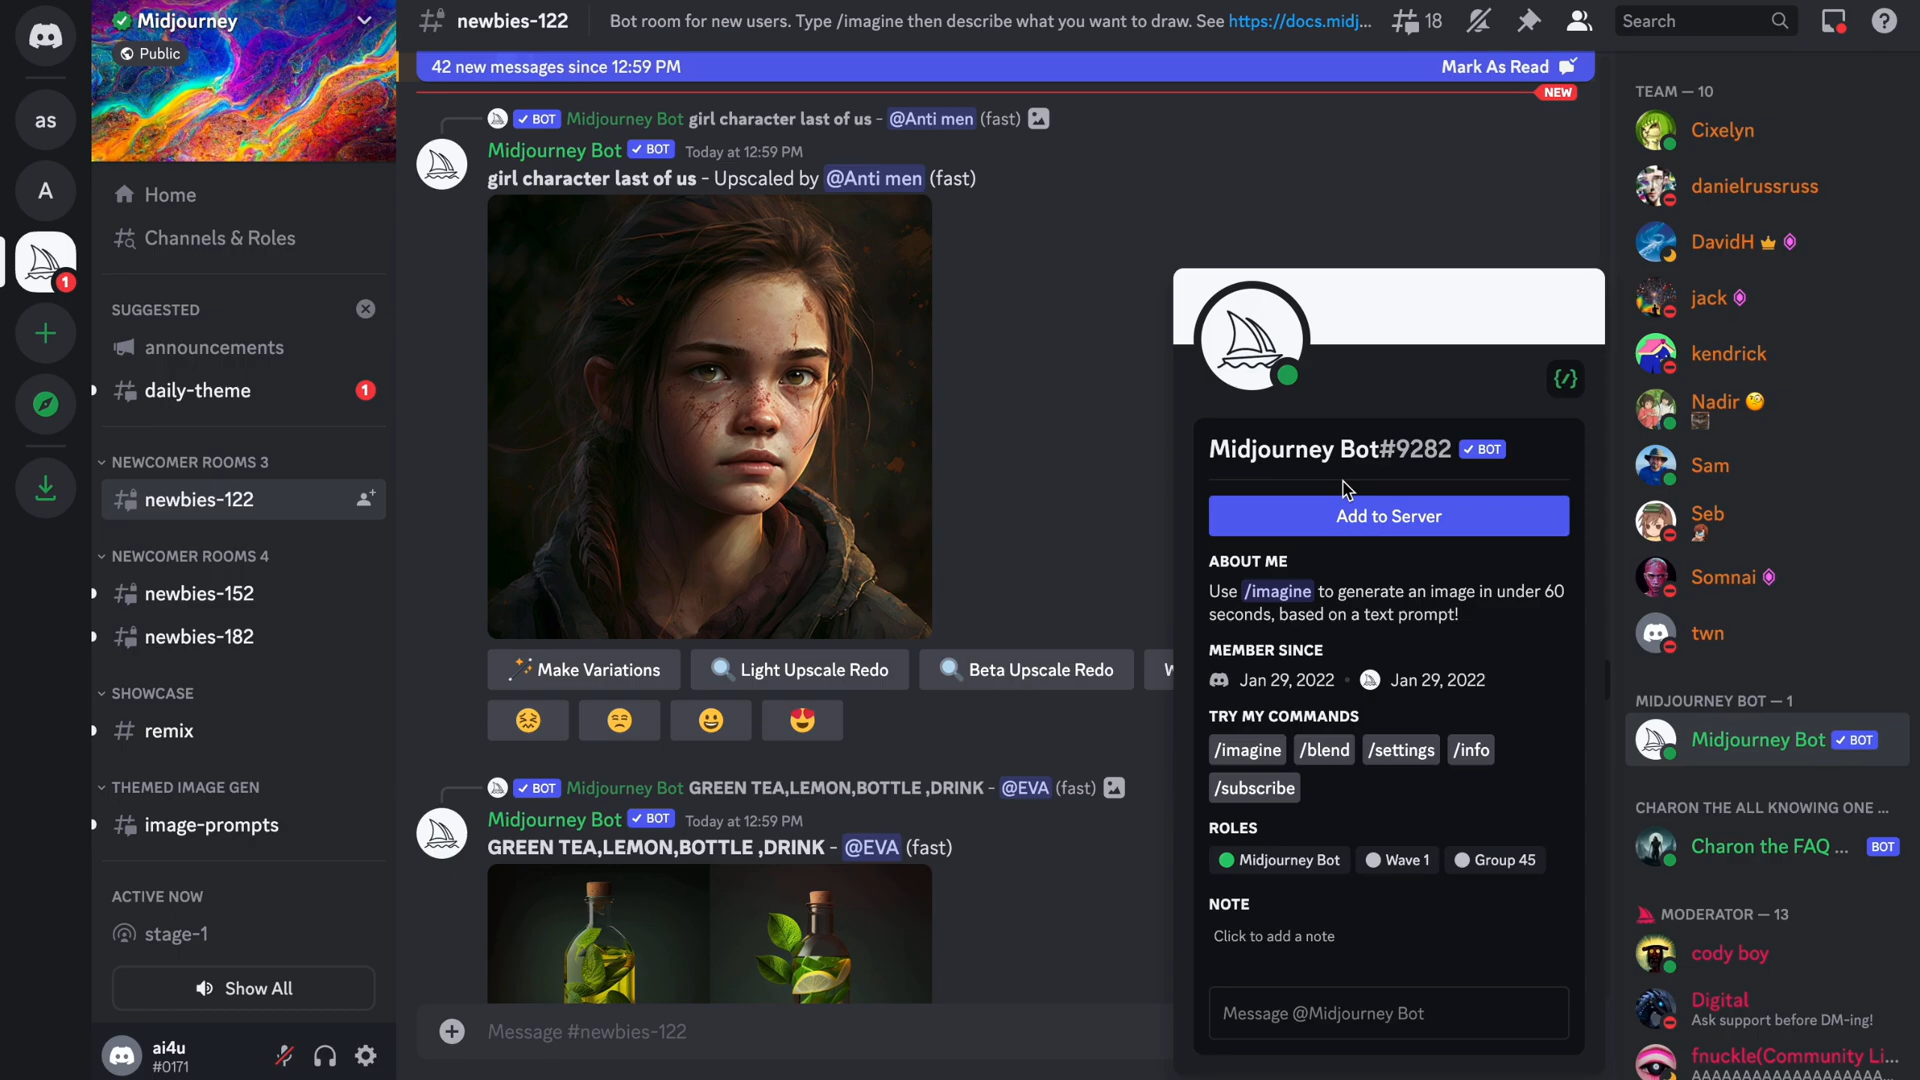 Midjourney
Public
as
A
1
Home
Channels & Roles
SUGGESTED
announcements
daily-theme
1
NEWCOMER ROOMS 3
newbies-122
NEWCOMER ROOMS 4
newbies-152
newbies-182
SHOWCASE
remix
THEMED IMAGE GEN
image-prompts
ACTIVE NOW
stage-1
Show All
ai4u
#0171
newbies-122 Bot room for new users. Type /imagine then describe what you want to draw. See https://docs.midj... 18
Search
42 new messages since 12:59 PM Mark As Read
NEW
BOT Midjourney Bot girl character last of us - @Anti men (fast)
Midjourney Bot BOT Today at 12:59 PM
girl character last of us - Upscaled by @Anti men (fast)
Make Variations Light Upscale Redo Beta Upscale Redo W
BOT Midjourney Bot GREEN TEA,LEMON,BOTTLE ,DRINK - @EVA (fast)
Midjourney Bot BOT Today at 12:59 PM
GREEN TEA,LEMON,BOTTLE ,DRINK - @EVA (fast)
Message #newbies-122
Midjourney Bot#9282 BOT
Add to Server
ABOUT ME
Use /imagine to generate an image in under 60
seconds, based on a text prompt!
MEMBER SINCE
Jan 29, 2022 Jan 29, 2022
TRY MY COMMANDS
/imagine /blend /settings /info
/subscribe
ROLES
Midjourney Bot Wave 1 Group 45
NOTE
Click to add a note
Message @Midjourney Bot
TEAM — 10
Cixelyn
danielrussruss
DavidH
jack
kendrick
Nadir
Sam
Seb
Somnai
twn
MIDJOURNEY BOT — 1
Midjourney Bot BOT
CHARON THE ALL KNOWING ONE ...
Charon the FAQ ... BOT
MODERATOR — 13
cody boy
Digital
Ask support before DM-ing!
fnuckle(Community Li...